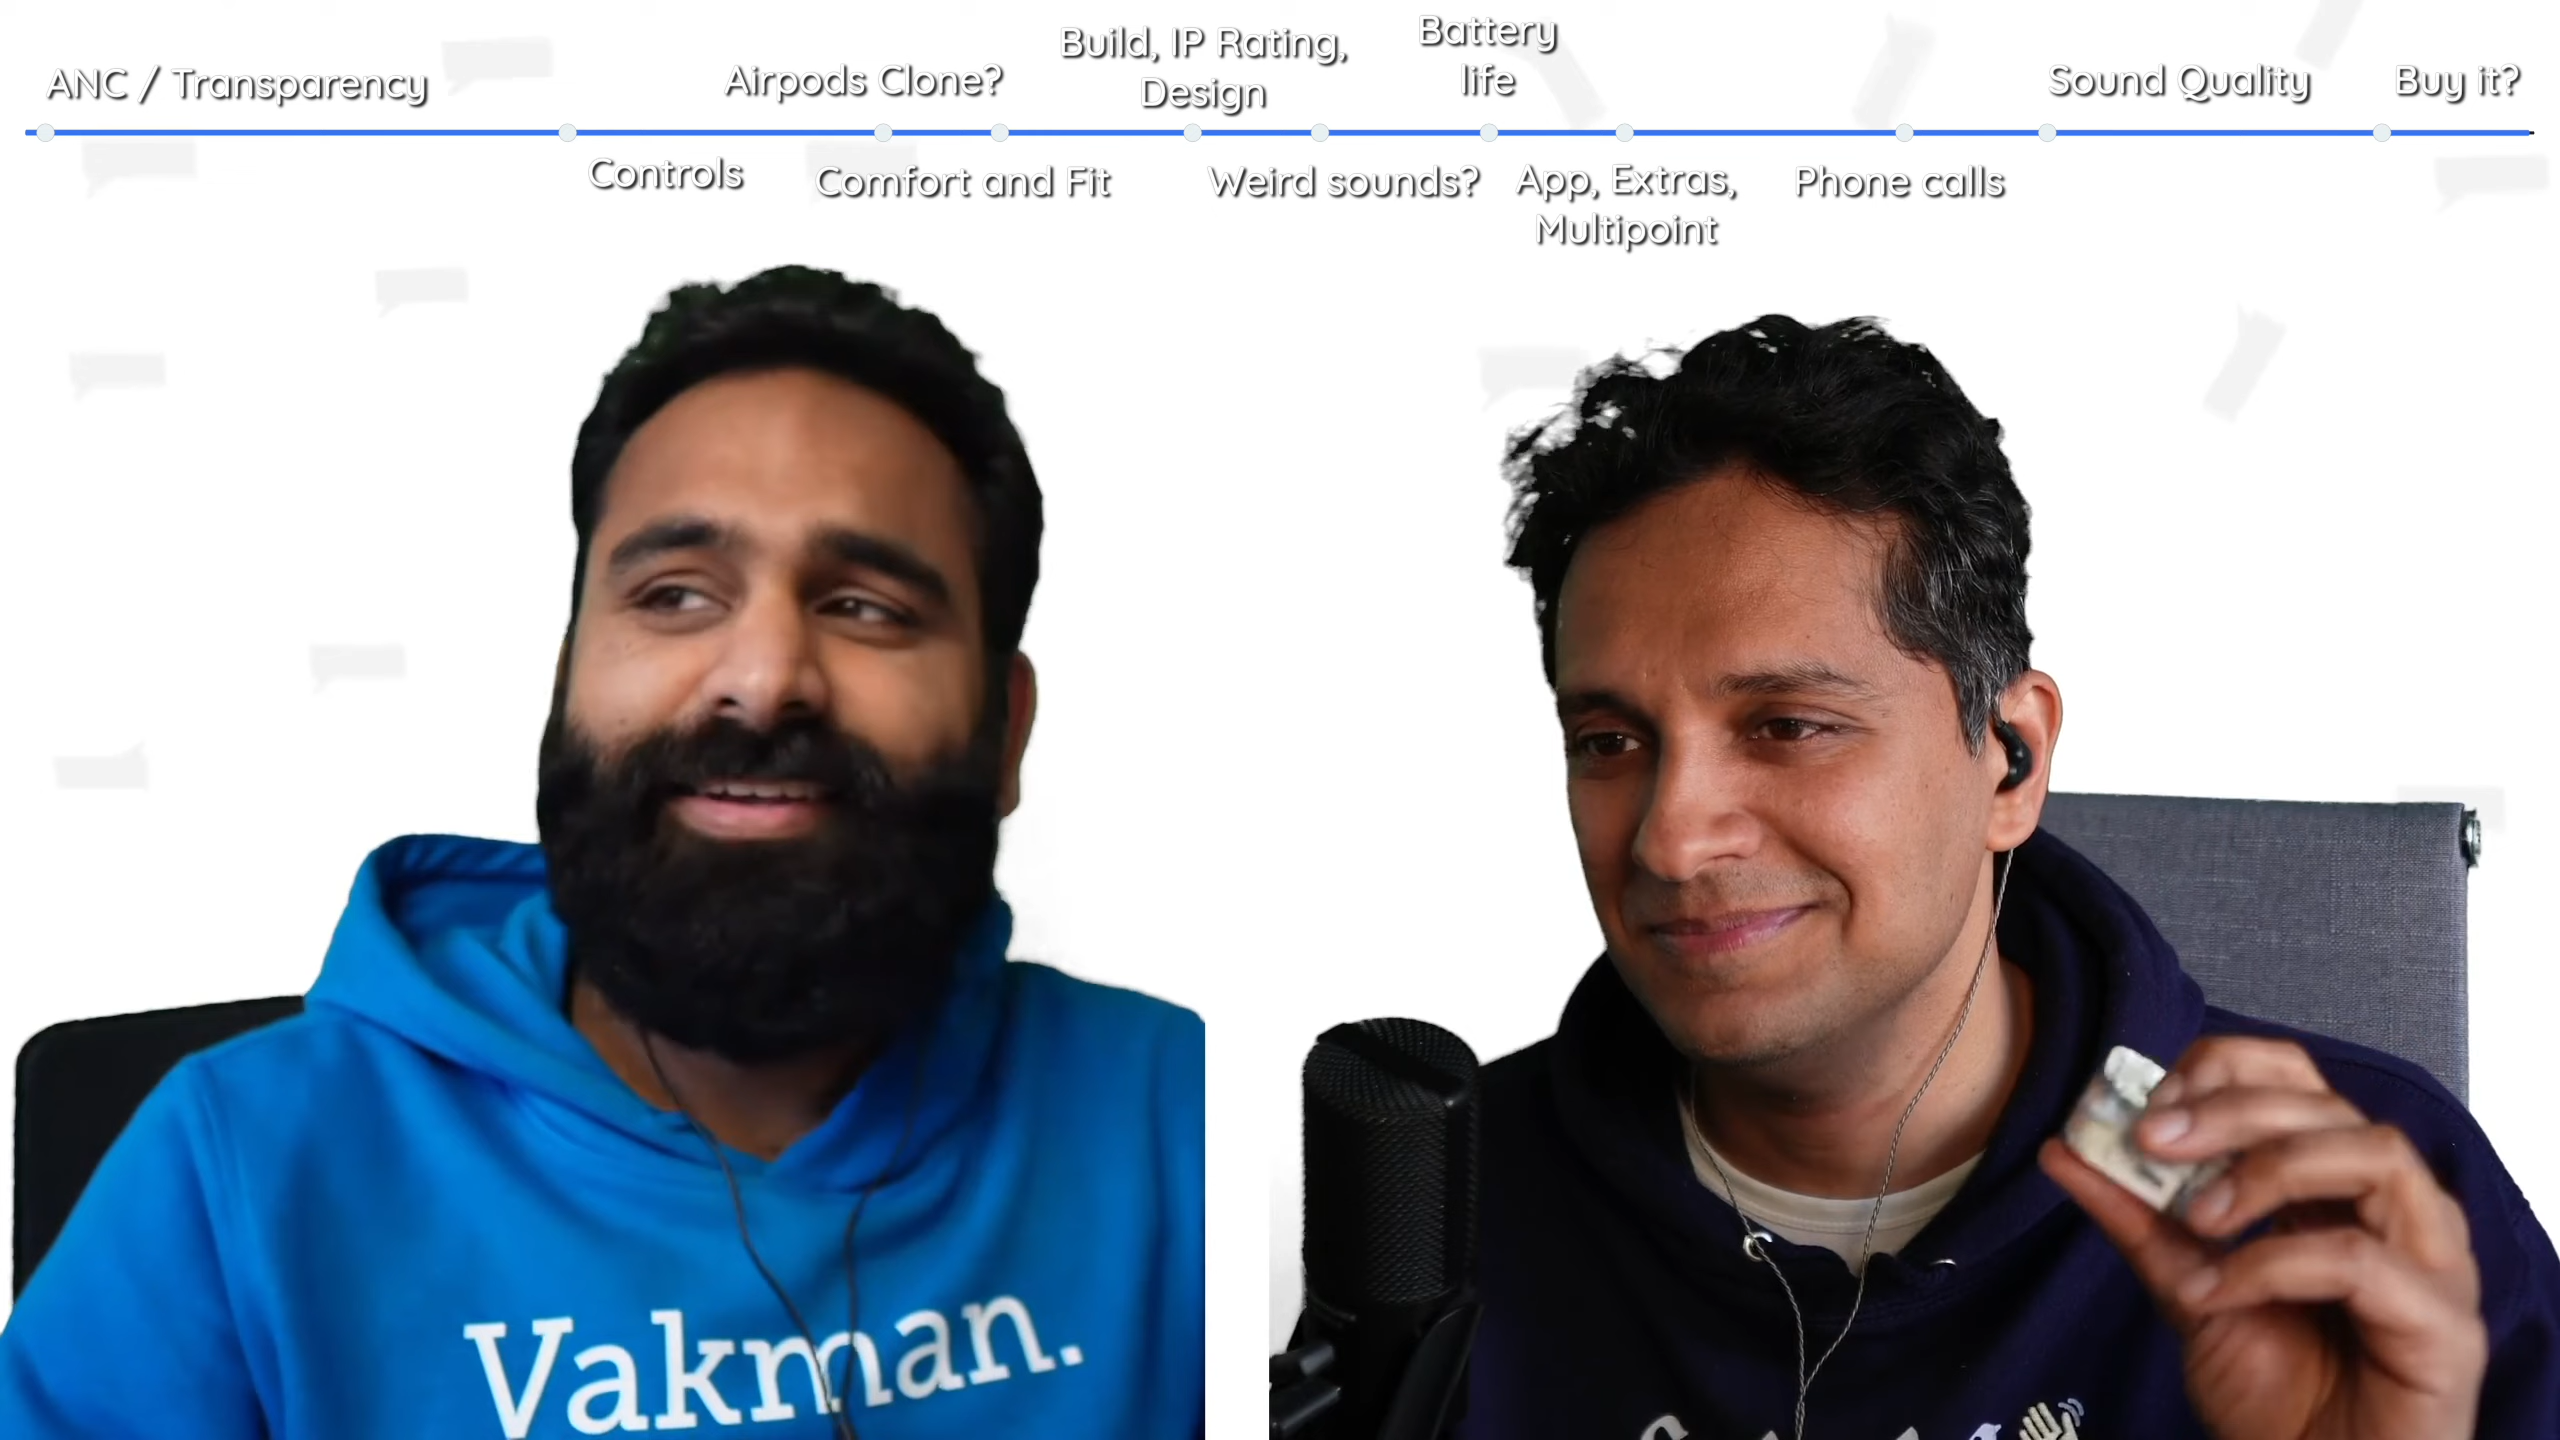 ANC / Transparency
Controls
Airpods Clone?
Comfort and Fit
Build, IP Rating,
Design
Weird sounds?
Battery
life
App, Extras,
Multipoint
Phone calls
Sound Quality
Buy it?
Vakman.